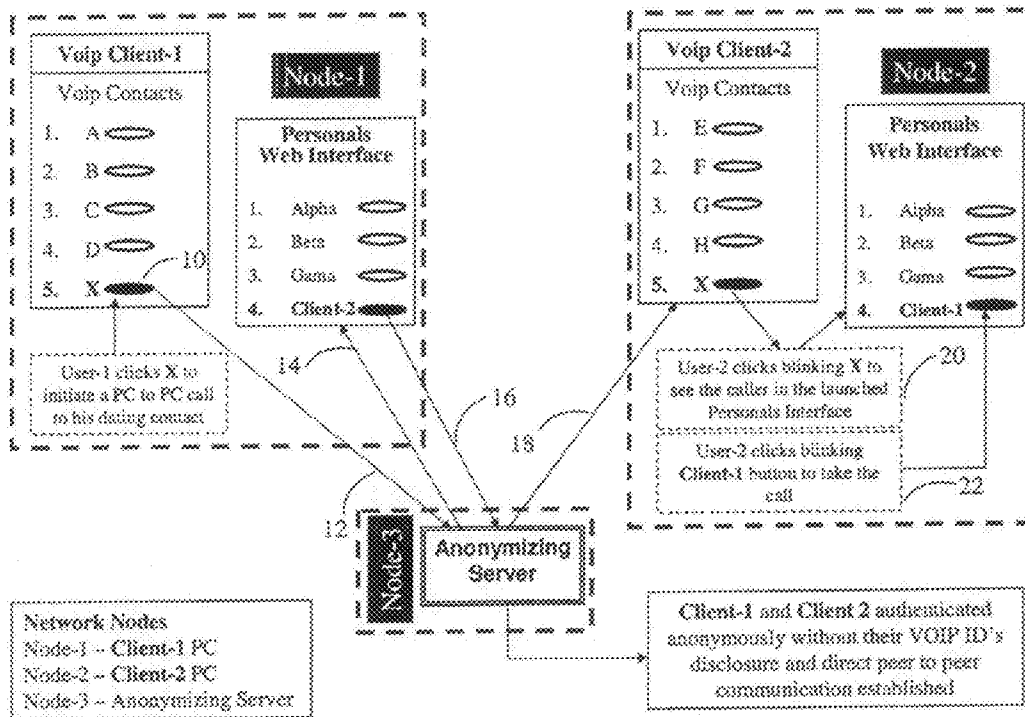 Voip Client-1
Voip Contacts
1. A
2. B
3. C
4. D
5. X
10
Node-1
Personals
Web Interface
1. Alpha
2. Beta
3. Gama
4. Client-2
User-1 clicks X to
initiate a PC to PC call
to his dating contact
14
16
12
18
Voip Client-2
Voip Contacts
1. E
2. F
3. G
4. H
5. X
Node-2
Personals
Web Interface
1. Alpha
2. Beta
3. Gama
4. Client-1
User-2 clicks blinking X to
see the caller in the launched
Personals Interface
20
User-2 clicks blinking
Client-1 button to take the
call
22
Node-3
Anonymizing
Server
Network Nodes
Node-1 – Client-1 PC
Node-2 – Client-2 PC
Node-3 – Anonymizing Server
Client-1 and Client 2 authenticated
anonymously without their VOIP ID's
disclosure and direct peer to peer
communication established